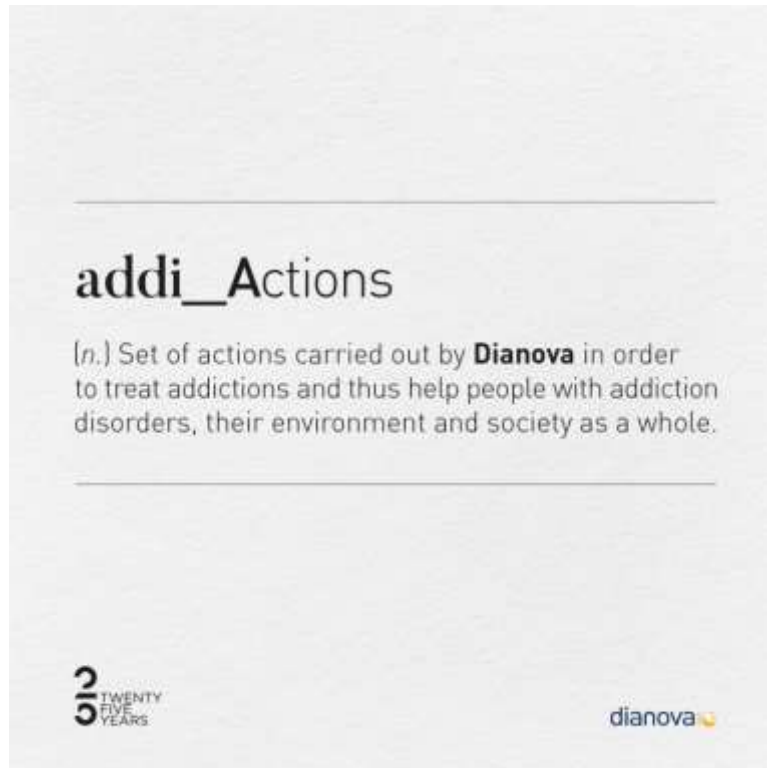 addi_Actions
(n.) Set of actions carried out by Dianova in order
to treat addictions and thus help people with addiction
disorders, their environment and society as a whole.
25
TWENTY
FIVE
YEARS
dianova